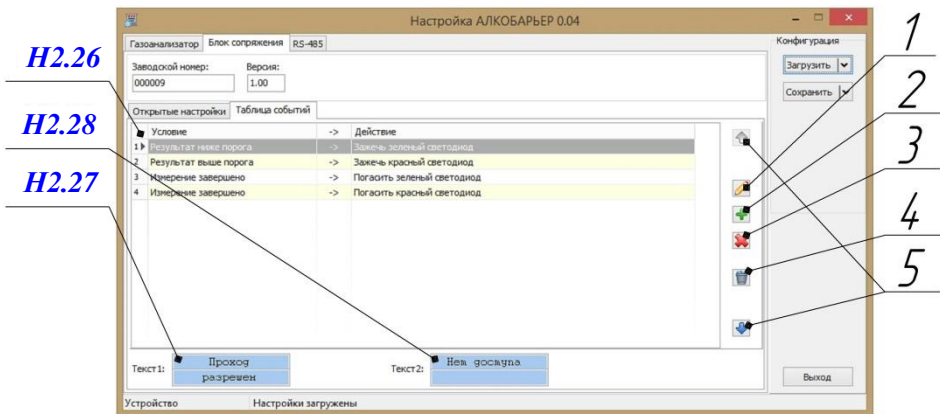 Настройка АЛКОБАРЬЕР 0.04
Газоанализатор Блок сопряжения RS-485
Конфигурация
Заводской номер: Версия:
000009 1.00
Загрузить
Сохранить
Открытые настройки Таблица событий
Условие -> Действие
1 Результат ниже порога -> Зажечь зеленый светодиод
2 Результат выше порога -> Зажечь красный светодиод
3 Измерение завершено -> Погасить зеленый светодиод
4 Измерение завершено -> Погасить красный светодиод
Текст1: Проход
разрешен
Текст2: Нет доступа
Выход
Устройство Настройки загружены
H2.26
H2.28
H2.27
1
2
3
4
5